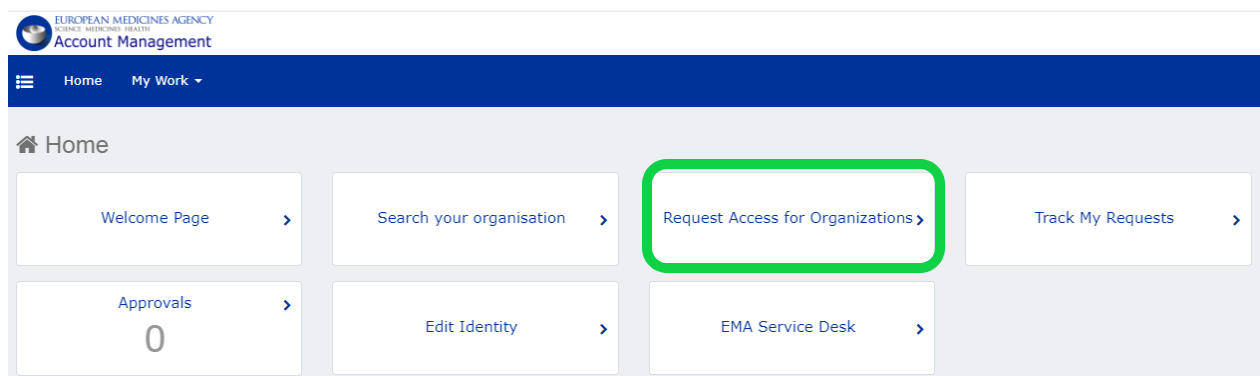 EUROPEAN MEDICINES AGENCY
SCIENCE MEDICINES HEALTH
Account Management
Home My Work
Home
Welcome Page
Search your organisation
Request Access for Organizations
Track My Requests
Approvals
0
Edit Identity
EMA Service Desk